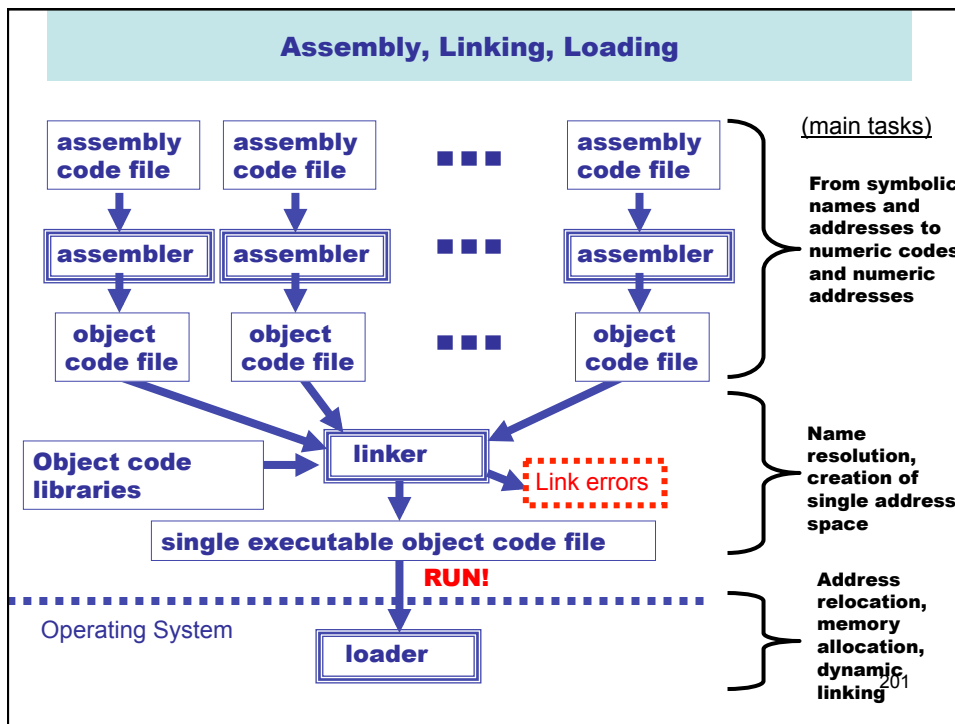 Assembly, Linking, Loading
(main tasks)
assembly
code file
assembly
code file
assembly
code file
assembler
assembler
assembler
object
code file
object
code file
object
code file
From symbolic
names and
addresses to
numeric codes
and numeric
addresses
Object code
libraries
linker
Link errors
Name
resolution,
creation of
single address
space
single executable object code file
RUN!
Operating System
loader
Address
relocation,
memory
allocation,
dynamic
linking
201